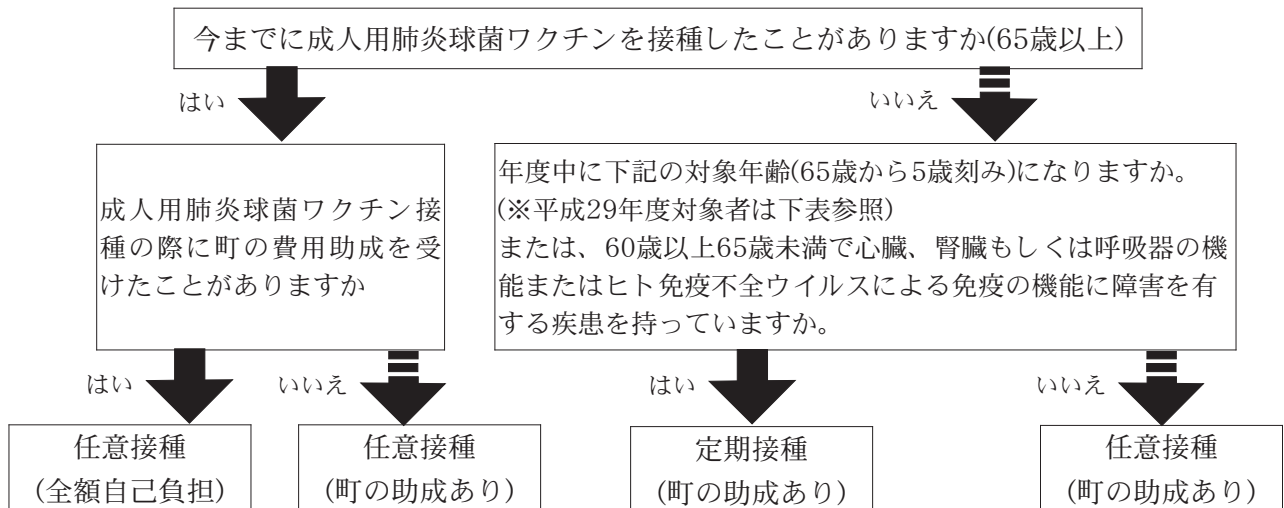 今までに成人用肺炎球菌ワクチンを接種したことがありますか(65歳以上)
はい
いいえ
成人用肺炎球菌ワクチン接
種の際に町の費用助成を受
けたことがありますか
年度中に下記の対象年齢(65歳から5歳刻み)になりますか。
(※平成29年度対象者は下表参照)
または、60歳以上65歳未満で心臓、腎臓もしくは呼吸器の機
能またはヒト免疫不全ウイルスによる免疫の機能に障害を有
する疾患を持っていますか。
はい
いいえ
はい
いいえ
任意接種
(全額自己負担)
任意接種
(町の助成あり)
定期接種
(町の助成あり)
任意接種
(町の助成あり)